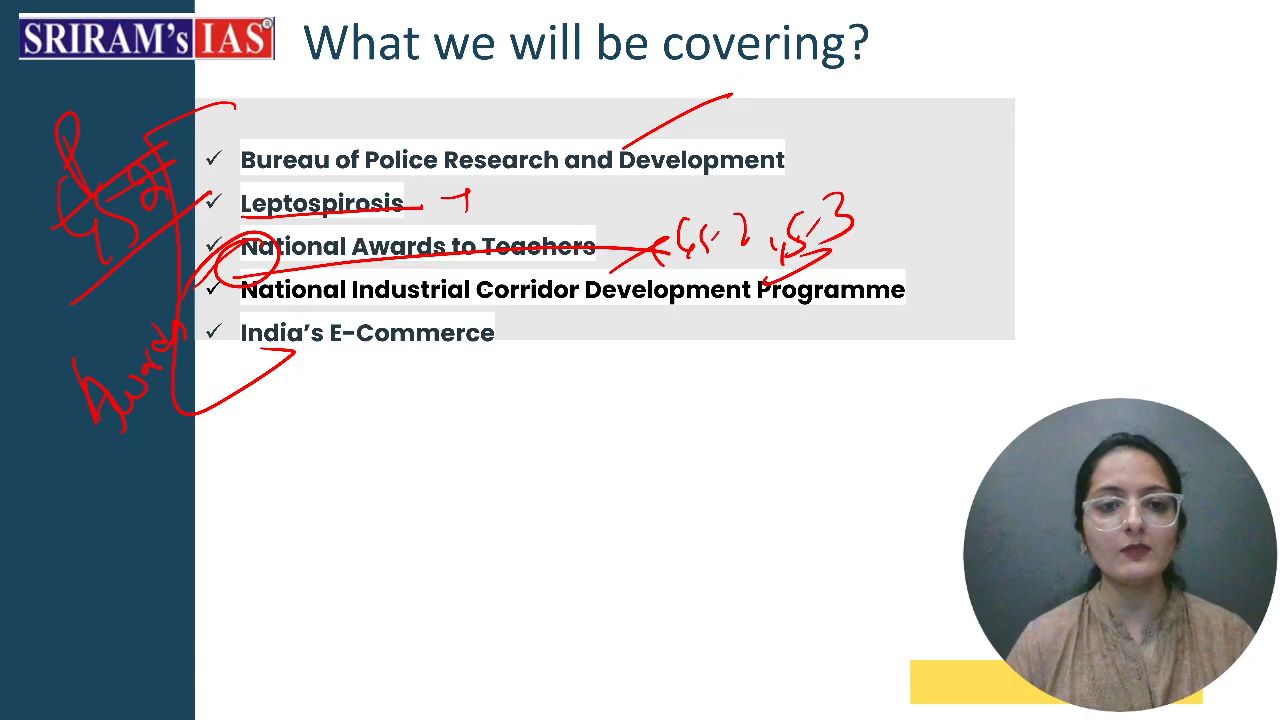 SRIRAM's IAS®
What we will be covering?
✓ Bureau of Police Research and Development
✓ Leptospirosis
✓ National Awards to Teachers
✓ National Industrial Corridor Development Programme
✓ India's E-Commerce
Awards